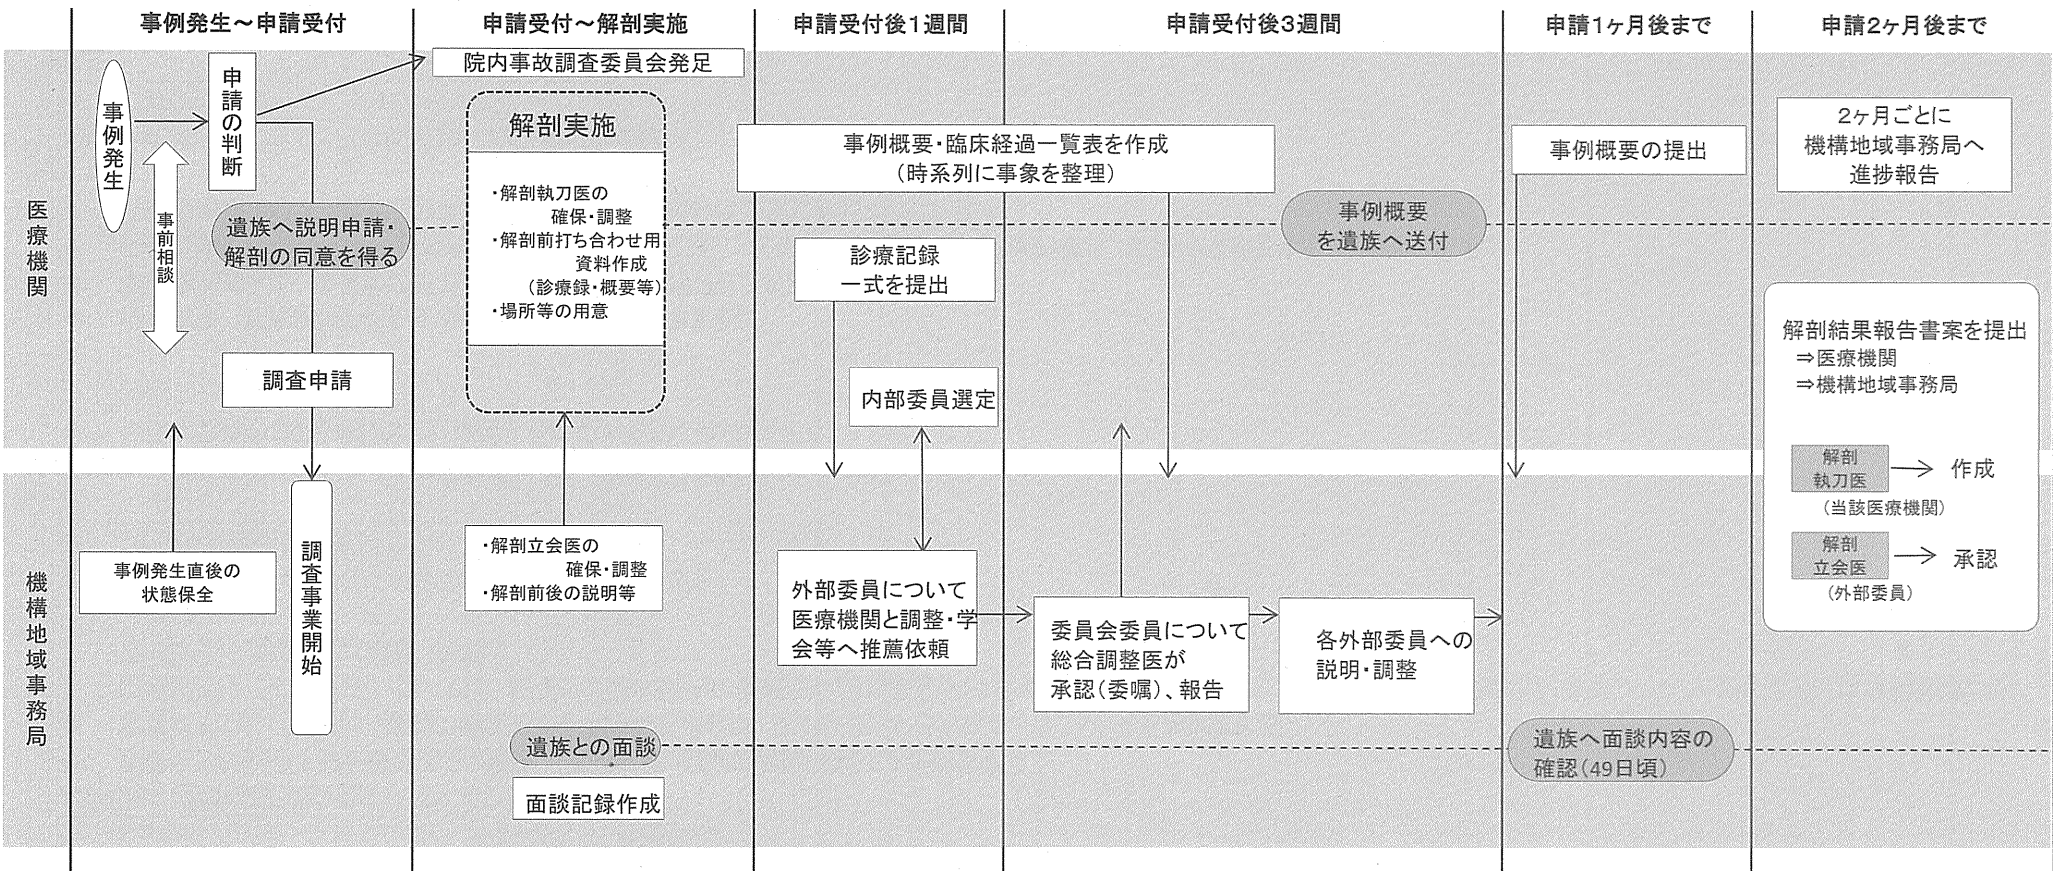 事例発生～申請受付
申請受付～解剖実施
申請受付後1週間
申請受付後3週間
申請1ヶ月後まで
申請2ヶ月後まで
医療機関
事例発生
申請の判断
事前相談
遺族へ説明申請・
解剖の同意を得る
調査申請
院内事故調査委員会発足
解剖実施
・解剖執刀医の
確保・調整
・解剖前打ち合わせ用
資料作成
（診療録・概要等）
・場所等の用意
事例概要・臨床経過一覧表を作成
（時系列に事象を整理）
診療記録
一式を提出
内部委員選定
事例概要
を遺族へ送付
事例概要の提出
2ヶ月ごとに
機構地域事務局へ
進捗報告
解剖結果報告書案を提出
⇒医療機関
⇒機構地域事務局
解剖
執刀医
作成
（当該医療機関）
解剖
立会医
承認
（外部委員）
機構地域事務局
事例発生直後の
状態保全
調査事業開始
・解剖立会医の
確保・調整
・解剖前後の説明等
遺族との面談
面談記録作成
外部委員について
医療機関と調整・学
会等へ推薦依頼
委員会委員について
総合調整医が
承認（委嘱）、報告
各外部委員への
説明・調整
遺族へ面談内容の
確認（49日頃）